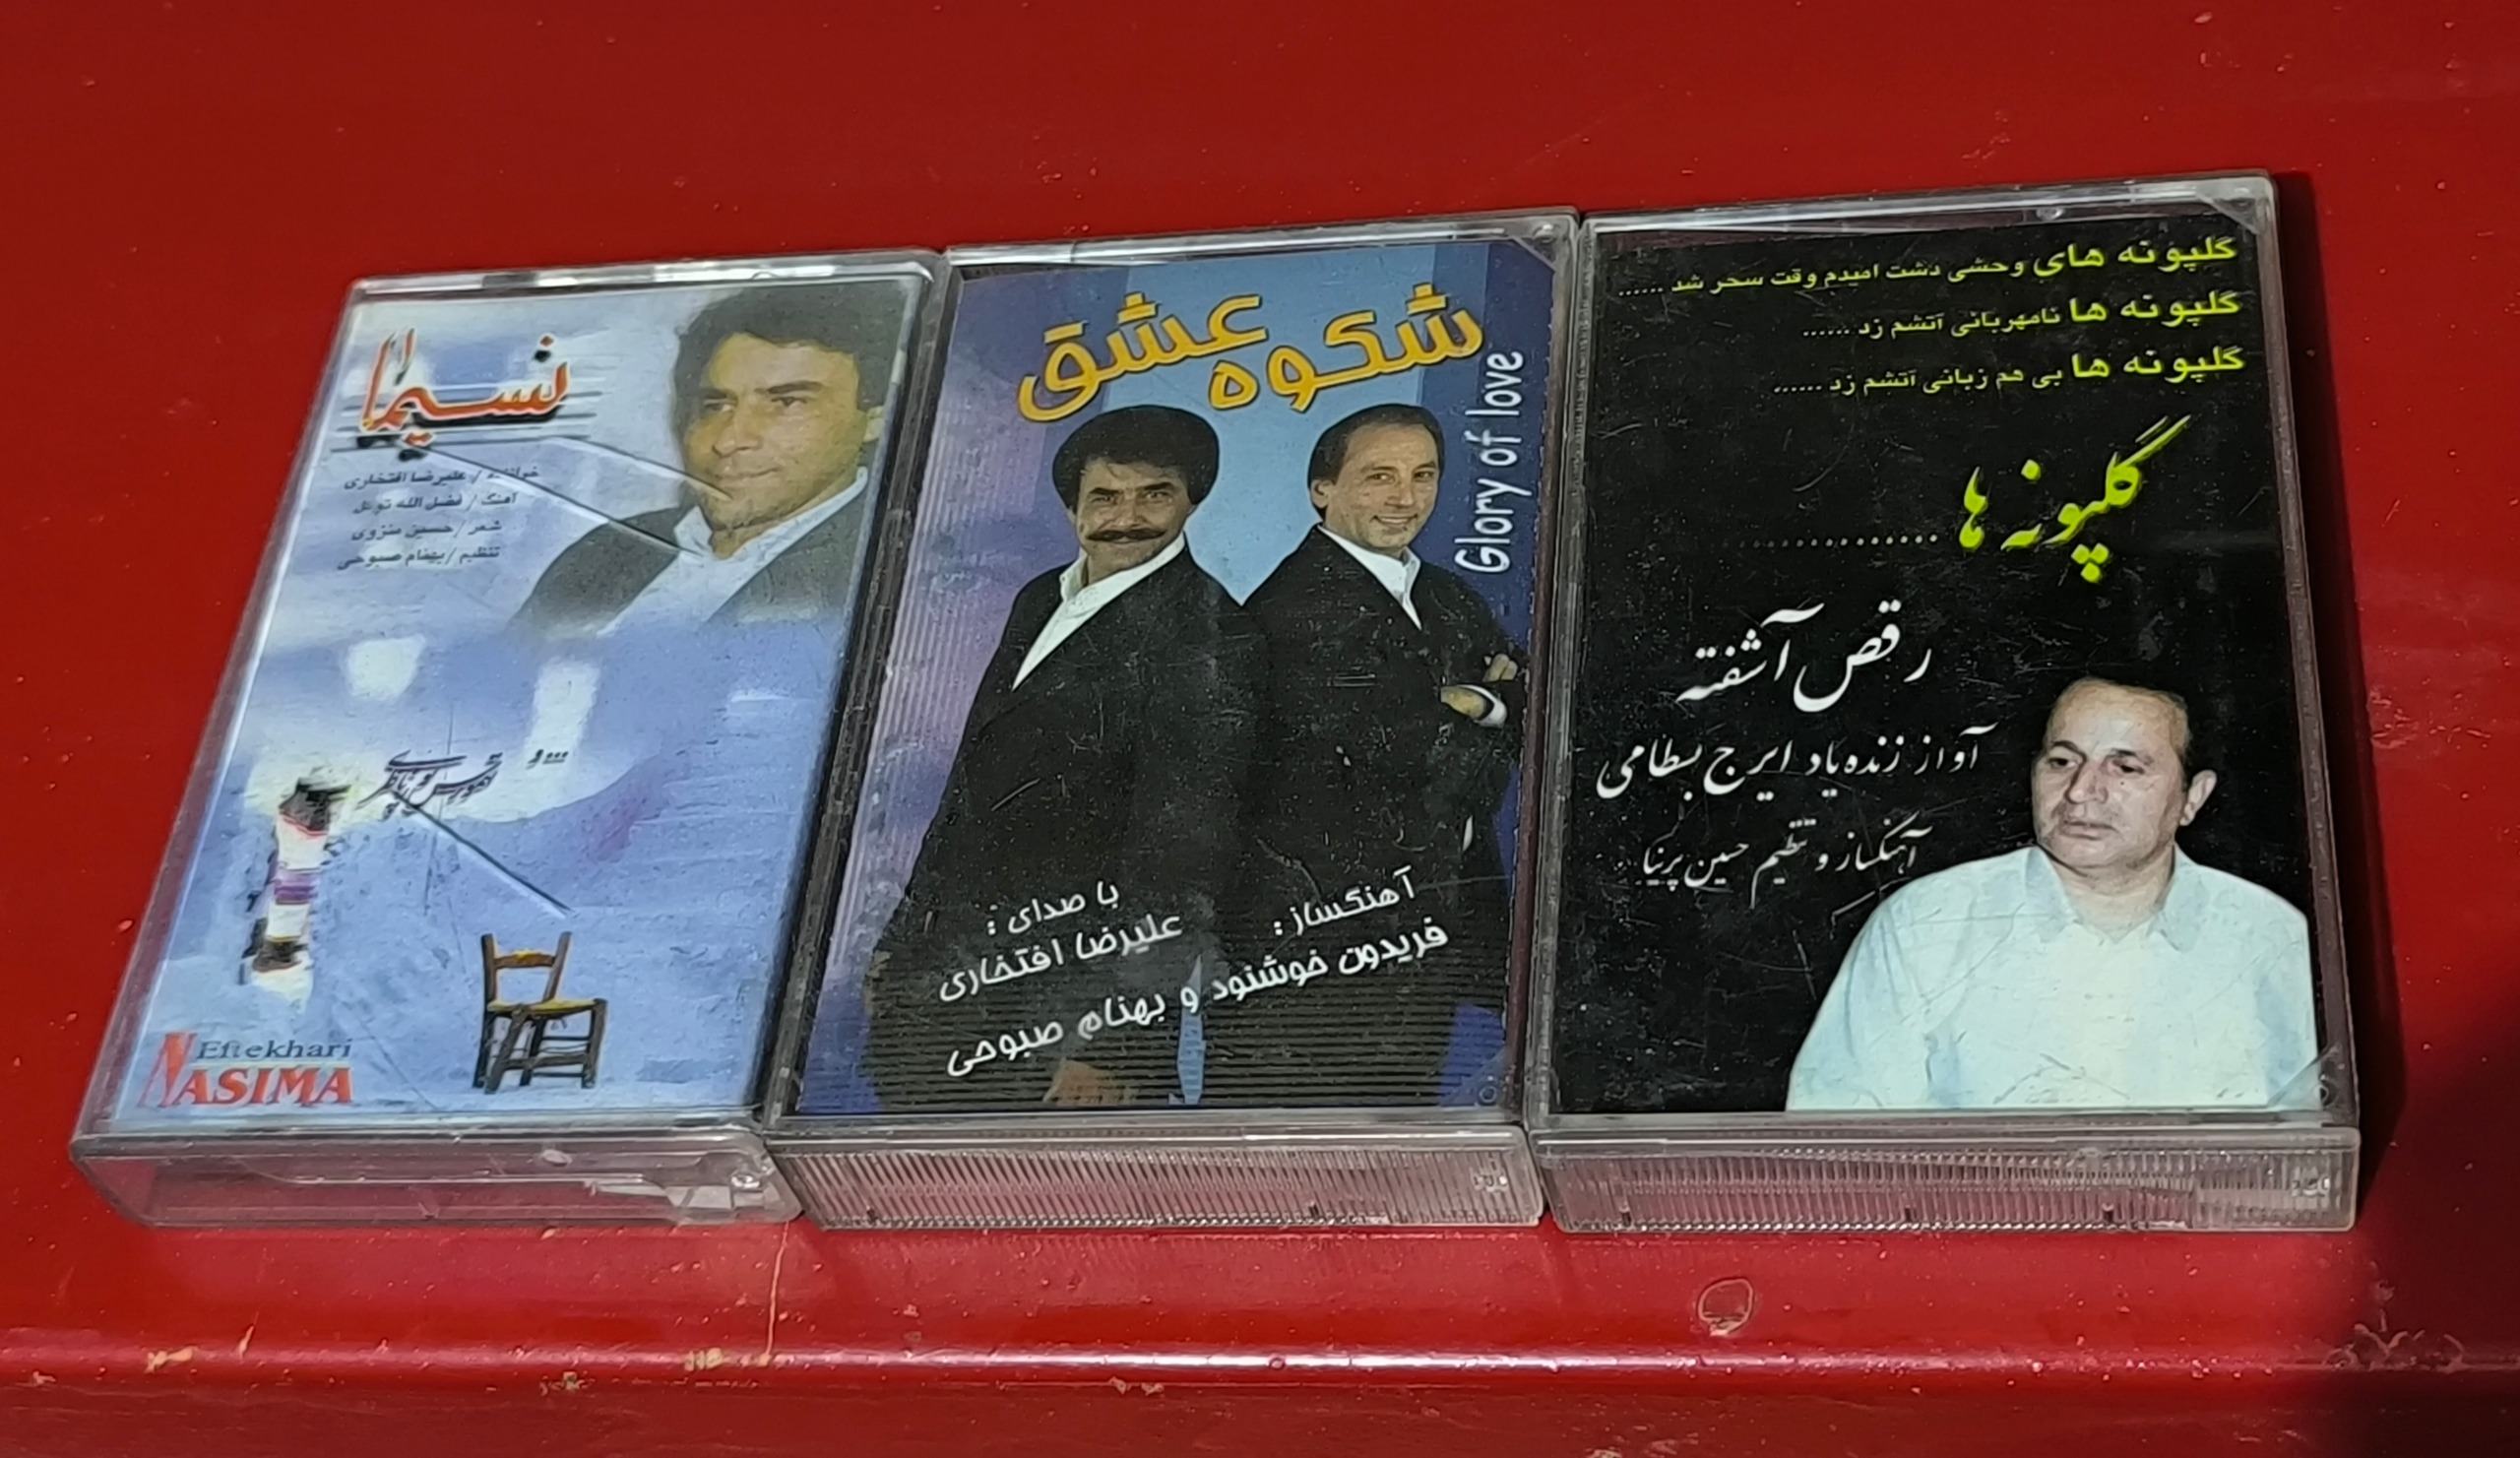 نسیما
خواننده / علیرضا افتخاری
آهنگ / فضل الله توکل
شعر / حسین منزوی
تنظیم / بهنام صبوحی
Eftekhari
NASIMA
شکوه عشق
Glory of love
با صدای :
علیرضا افتخاری
آهنگساز :
فریدون خوشنود و بهنام صبوحی
گلپونه های وحشی دشت امیدم وقت سحر شد ......
گلپونه ها نامهربانی آتشم زد ......
گلپونه ها بی هم زبانی آتشم زد ......
گلپونه ها ..............
رقص آشفته
آواز زنده یاد ایرج بسطامی
آهنگساز و تنظیم حسین پرنیا